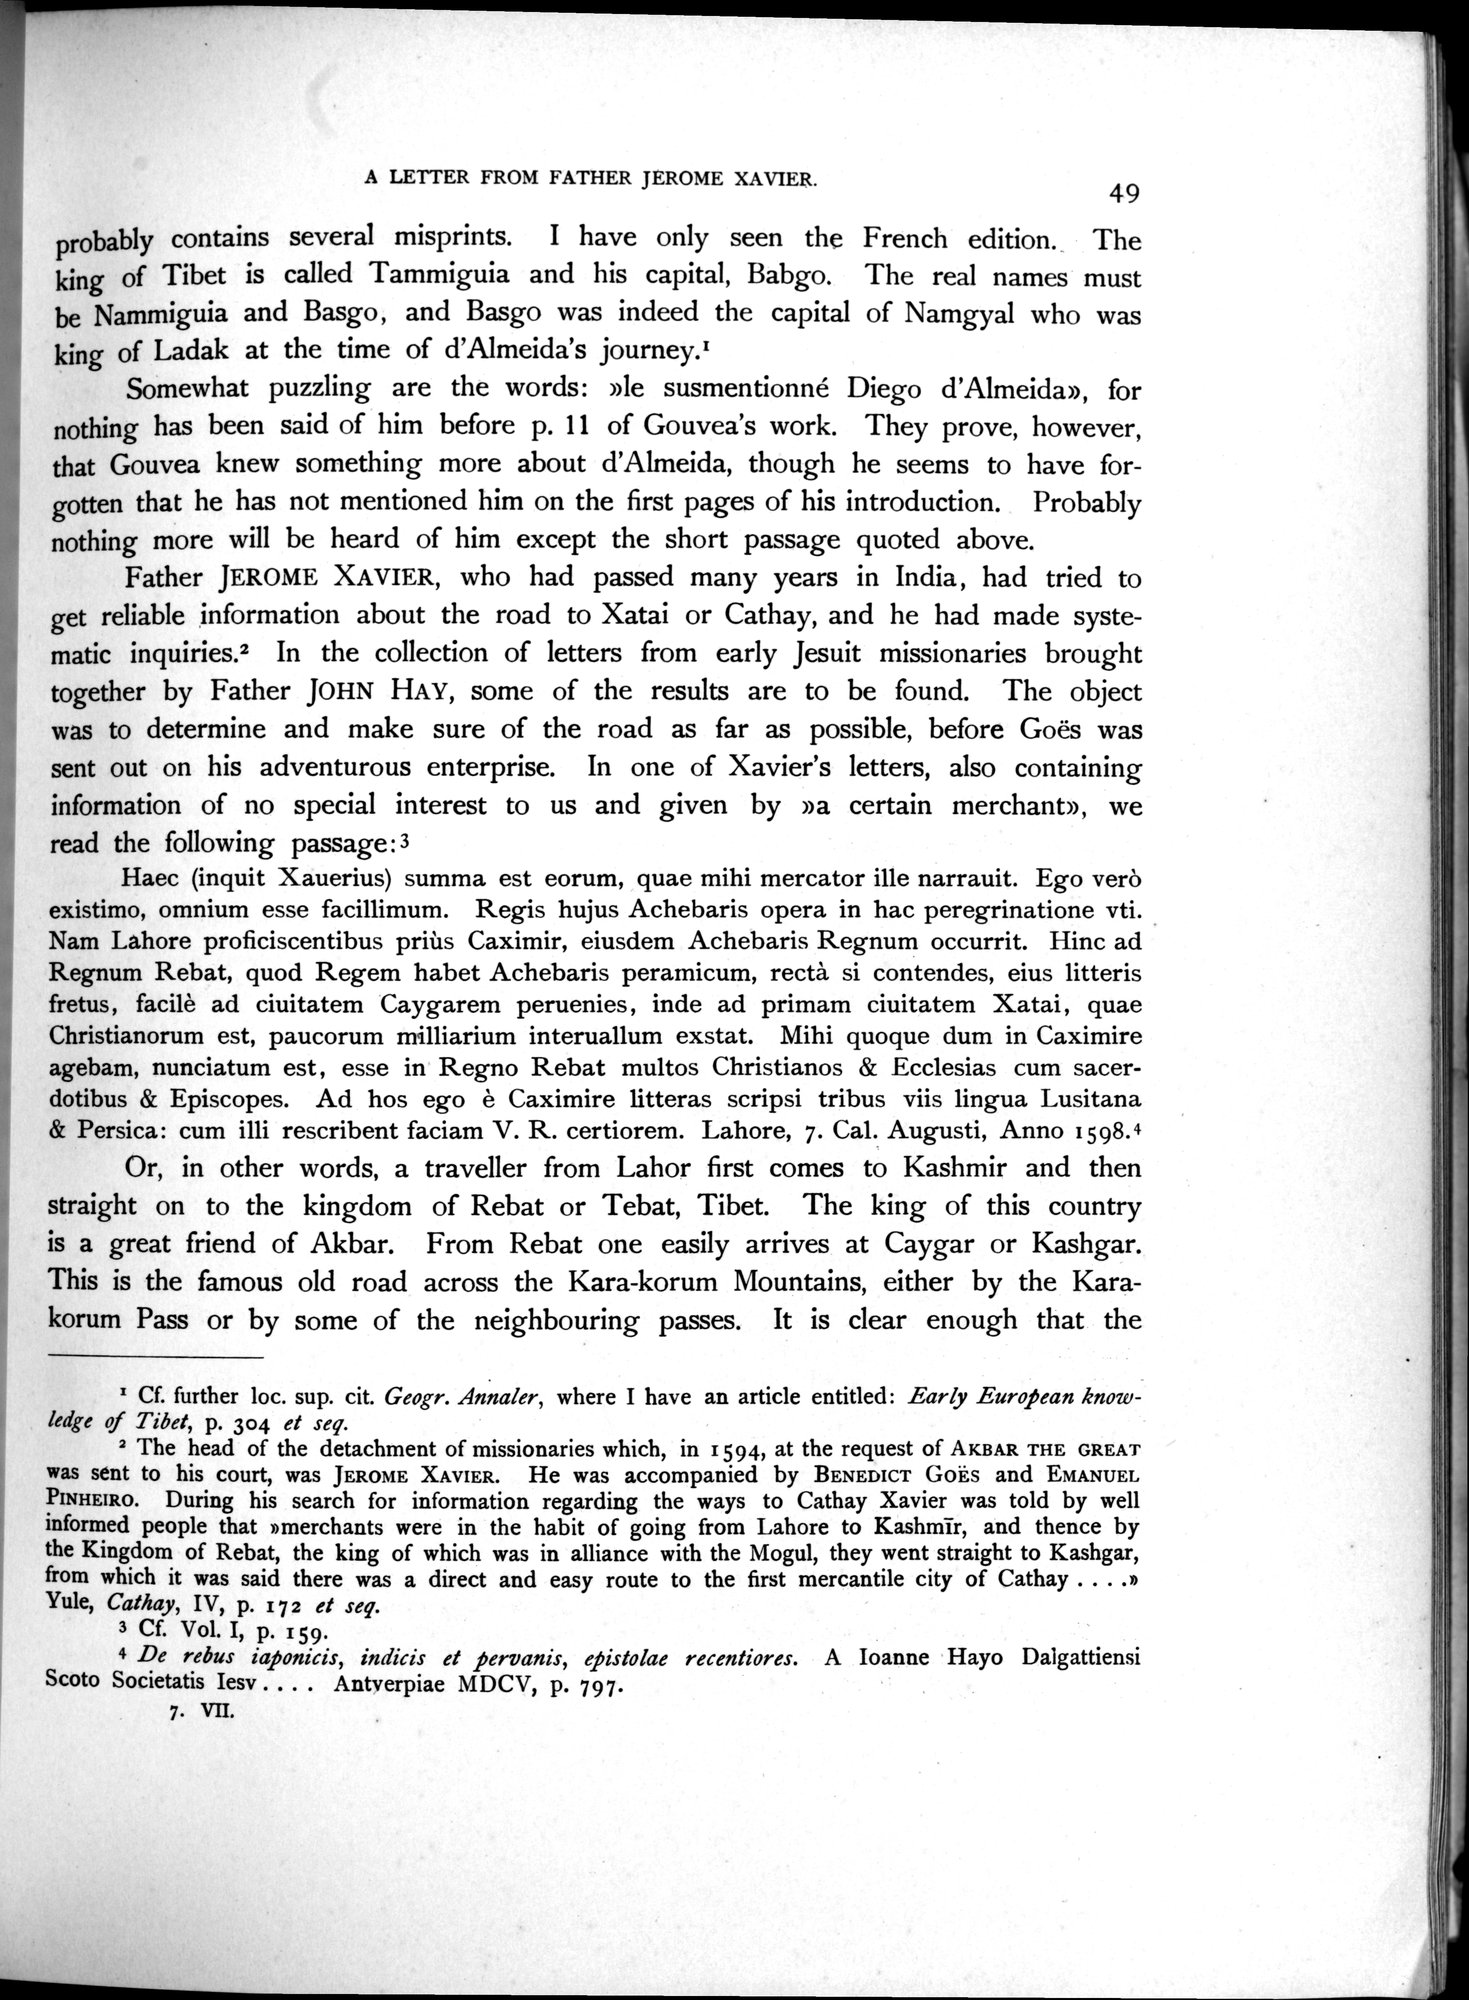 A LETTER FROM FATHER JEROME XAVIER.
49
probably contains several misprints. I have only seen the French edition. The
king of Tibet is called Tammiguia and his capital, Babgo. The real names must
be Nammiguia and Basgo, and Basgo was indeed the capital of Namgyal who was
king of Ladak at the time of d'Almeida's journey.¹
Somewhat puzzling are the words: »le susmentionné Diego d'Almeida», for
nothing has been said of him before p. 11 of Gouvea's work. They prove, however,
that Gouvea knew something more about d'Almeida, though he seems to have for-
gotten that he has not mentioned him on the first pages of his introduction. Probably
nothing more will be heard of him except the short passage quoted above.
Father JEROME XAVIER, who had passed many years in India, had tried to
get reliable information about the road to Xatai or Cathay, and he had made syste-
matic inquiries.² In the collection of letters from early Jesuit missionaries brought
together by Father JOHN HAY, some of the results are to be found. The object
was to determine and make sure of the road as far as possible, before Goës was
sent out on his adventurous enterprise. In one of Xavier's letters, also containing
information of no special interest to us and given by »a certain merchant», we
read the following passage:³
Haec (inquit Xauerius) summa est eorum, quae mihi mercator ille narrauit. Ego verò
existimo, omnium esse facillimum. Regis hujus Achebaris opera in hac peregrinatione vti.
Nam Lahore proficiscentibus priùs Caximir, eiusdem Achebaris Regnum occurrit. Hinc ad
Regnum Rebat, quod Regem habet Achebaris peramicum, rectà si contendes, eius litteris
fretus, facilè ad ciuitatem Caygarem peruenies, inde ad primam ciuitatem Xatai, quae
Christianorum est, paucorum milliarium interuallum exstat. Mihi quoque dum in Caximire
agebam, nunciatum est, esse in Regno Rebat multos Christianos & Ecclesias cum sacer-
dotibus & Episcopes. Ad hos ego è Caximire litteras scripsi tribus viis lingua Lusitana
& Persica: cum illi rescribent faciam V. R. certiorem. Lahore, 7. Cal. Augusti, Anno 1598.⁴
Or, in other words, a traveller from Lahor first comes to Kashmir and then
straight on to the kingdom of Rebat or Tebat, Tibet. The king of this country
is a great friend of Akbar. From Rebat one easily arrives at Caygar or Kashgar.
This is the famous old road across the Kara-korum Mountains, either by the Kara-
korum Pass or by some of the neighbouring passes. It is clear enough that the
¹ Cf. further loc. sup. cit. Geogr. Annaler, where I have an article entitled: Early European know-
ledge of Tibet, p. 304 et seq.
² The head of the detachment of missionaries which, in 1594, at the request of AKBAR THE GREAT
was sent to his court, was JEROME XAVIER. He was accompanied by BENEDICT GOËS and EMANUEL
PINHEIRO. During his search for information regarding the ways to Cathay Xavier was told by well
informed people that »merchants were in the habit of going from Lahore to Kashmīr, and thence by
the Kingdom of Rebat, the king of which was in alliance with the Mogul, they went straight to Kashgar,
from which it was said there was a direct and easy route to the first mercantile city of Cathay . . . .»
Yule, Cathay, IV, p. 172 et seq.
³ Cf. Vol. I, p. 159.
⁴ De rebus iaponicis, indicis et pervanis, epistolae recentiores. A Ioanne Hayo Dalgattiensi
Scoto Societatis Iesv . . . . Antverpiae MDCV, p. 797.
7. VII.